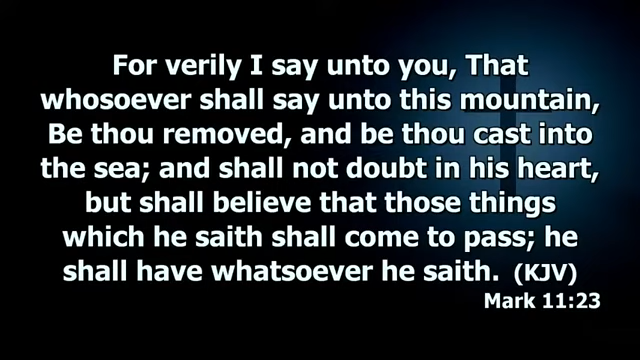 For verily I say unto you, That
whosoever shall say unto this mountain,
Be thou removed, and be thou cast into
the sea; and shall not doubt in his heart,
but shall believe that those things
which he saith shall come to pass; he
shall have whatsoever he saith. (KJV)
Mark 11:23